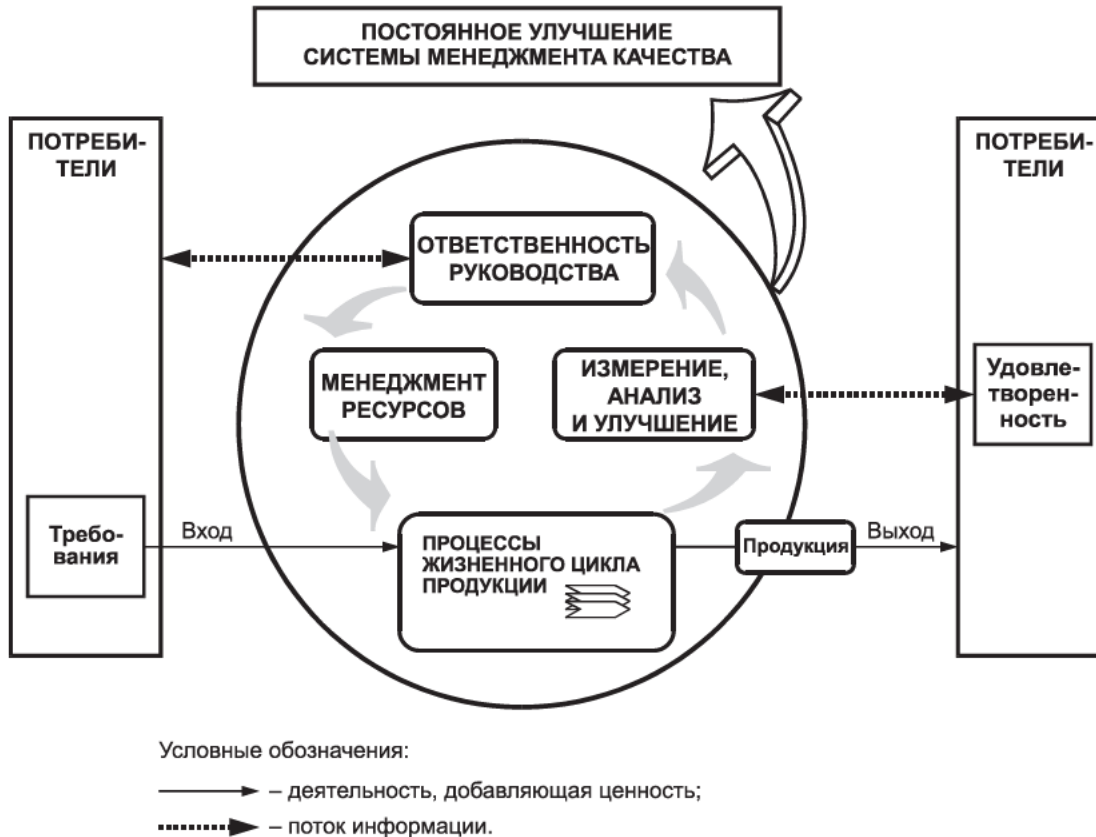 ПОСТОЯННОЕ УЛУЧШЕНИЕ
СИСТЕМЫ МЕНЕДЖМЕНТА КАЧЕСТВА
ПОТРЕБИ-
ТЕЛИ
ПОТРЕБИ-
ТЕЛИ
ОТВЕТСТВЕННОСТЬ
РУКОВОДСТВА
МЕНЕДЖМЕНТ
РЕСУРСОВ
ИЗМЕРЕНИЕ,
АНАЛИЗ
И УЛУЧШЕНИЕ
Удовле-
творен-
ность
Требо-
вания
Вход
ПРОЦЕССЫ
ЖИЗНЕННОГО ЦИКЛА
ПРОДУКЦИИ
Продукция
Выход
Условные обозначения:
– деятельность, добавляющая ценность;
– поток информации.